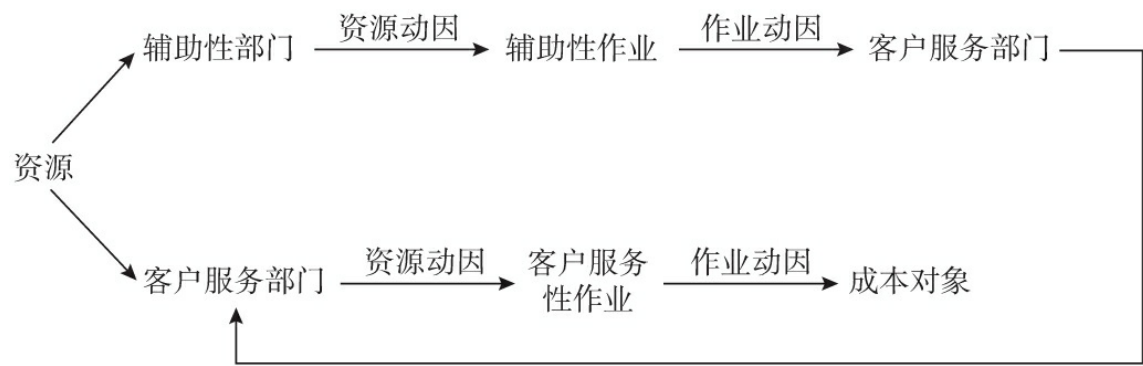 资源动因
作业动因
辅助性部门
辅助性作业
客户服务部门
资源
资源动因
客户服务
作业动因
客户服务部门
性作业
成本对象